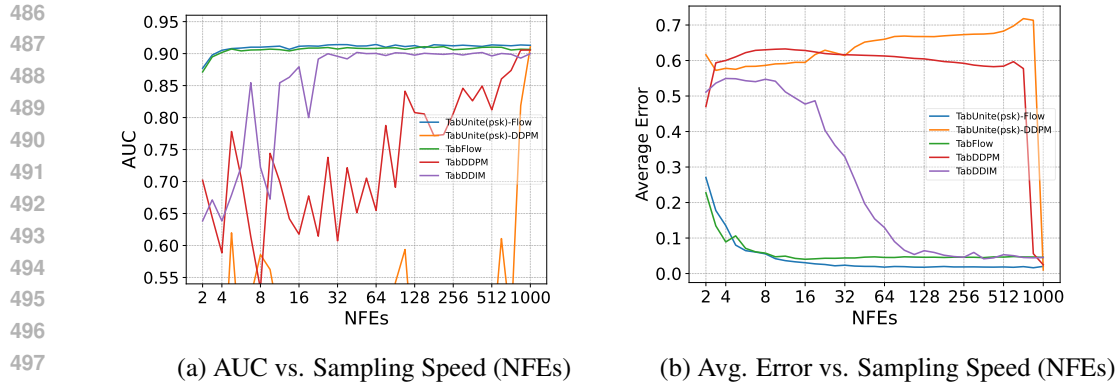 486
487
488
489
490
491
492
493
494
495
496
497
0.95
0.90
0.85
0.80
0.75
0.70
0.65
0.60
0.55
AUC
TabUnite(psk)-Flow
TabUnite(psk)-DDPM
TabFlow
TabDDPM
TabDDIM
2 4 8 16 32 64 128 256 512 1000
NFEs
(a) AUC vs. Sampling Speed (NFEs)
0.7
0.6
0.5
0.4
0.3
0.2
0.1
0.0
Average Error
TabUnite(psk)-Flow
TabUnite(psk)-DDPM
TabFlow
TabDDPM
TabDDIM
2 4 8 16 32 64 128 256 512 1000
NFEs
(b) Avg. Error vs. Sampling Speed (NFEs)